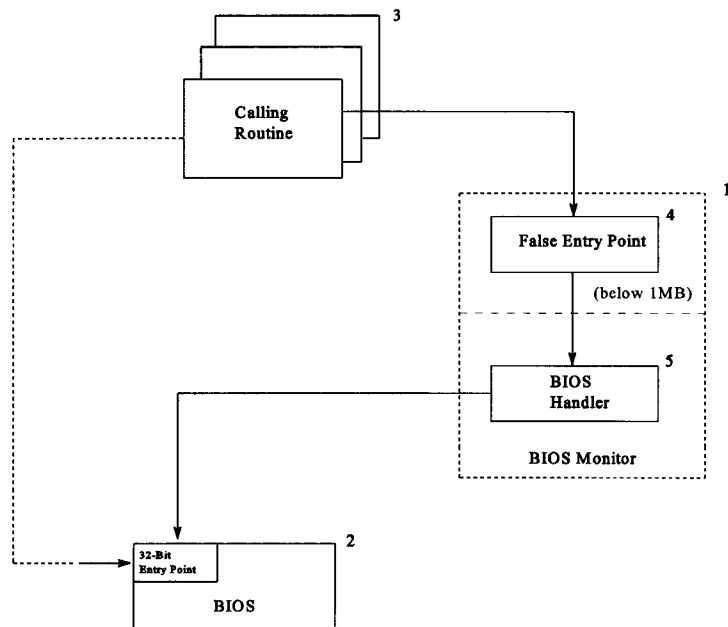 3
Calling
Routine
1
4
False Entry Point
(below 1MB)
5
BIOS
Handler
BIOS Monitor
2
32-Bit
Entry Point
BIOS